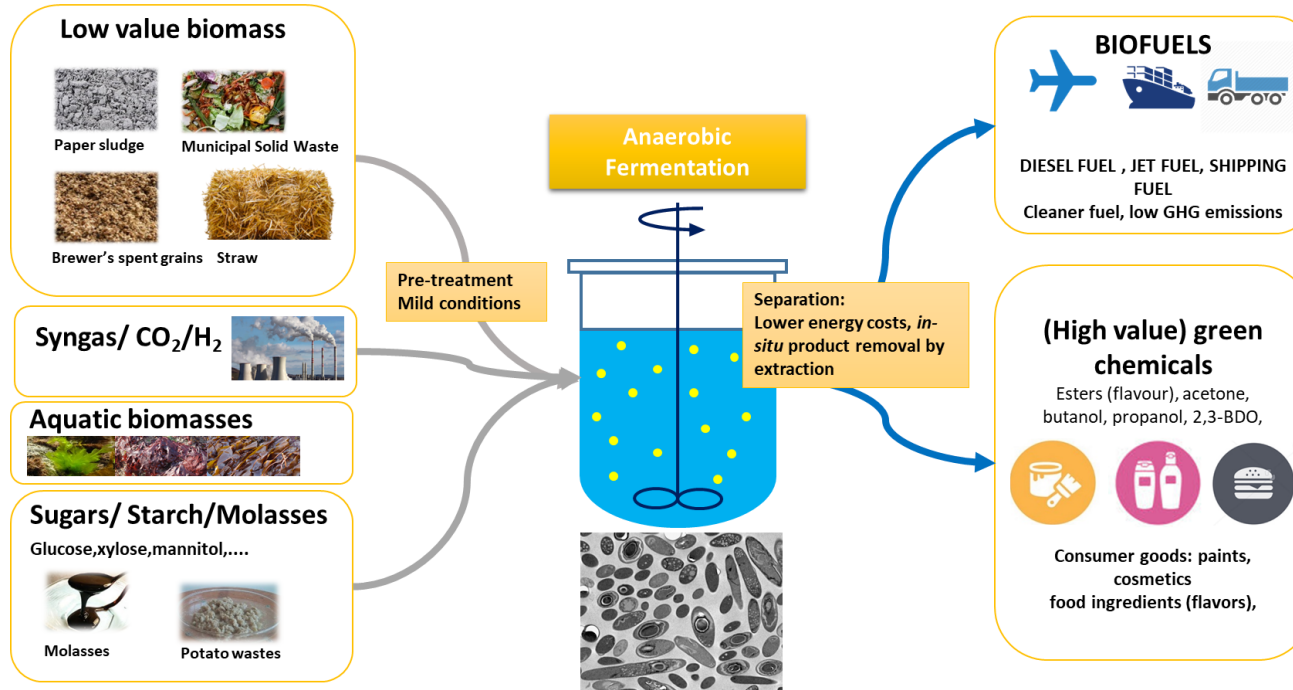 Low value biomass
Paper sludge
Municipal Solid Waste
Brewer's spent grains
Straw
Syngas/ CO₂/H₂
Aquatic biomasses
Sugars/ Starch/Molasses
Glucose,xylose,mannitol,....
Molasses
Potato wastes
Pre-treatment
Mild conditions
Anaerobic
Fermentation
Separation:
Lower energy costs, in-
situ product removal by
extraction
BIOFUELS
DIESEL FUEL , JET FUEL, SHIPPING
FUEL
Cleaner fuel, low GHG emissions
(High value) green
chemicals
Esters (flavour), acetone,
butanol, propanol, 2,3-BDO,
Consumer goods: paints,
cosmetics
food ingredients (flavors),